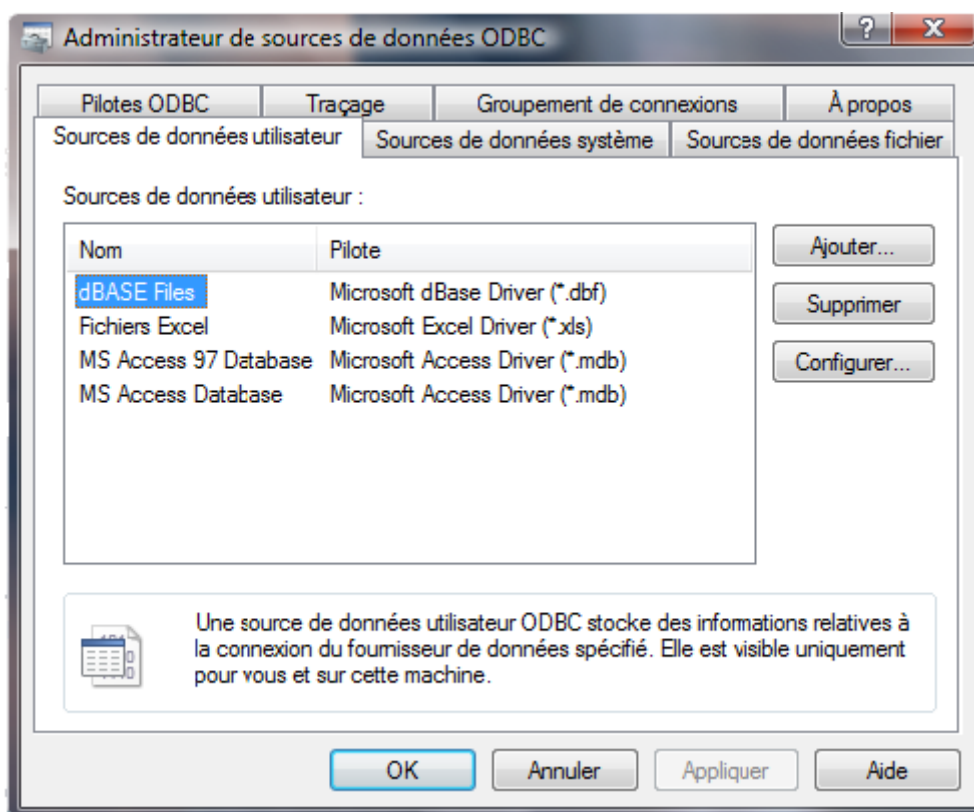 Administrateur de sources de données ODBC
Pilotes ODBC Traçage Groupement de connexions À propos
Sources de données utilisateur Sources de données système Sources de données fichier
Sources de données utilisateur :
Nom Pilote
dBASE Files Microsoft dBase Driver (*.dbf)
Fichiers Excel Microsoft Excel Driver (*.xls)
MS Access 97 Database Microsoft Access Driver (*.mdb)
MS Access Database Microsoft Access Driver (*.mdb)
Ajouter...
Supprimer
Configurer...
Une source de données utilisateur ODBC stocke des informations relatives à
la connexion du fournisseur de données spécifié. Elle est visible uniquement
pour vous et sur cette machine.
OK Annuler Appliquer Aide